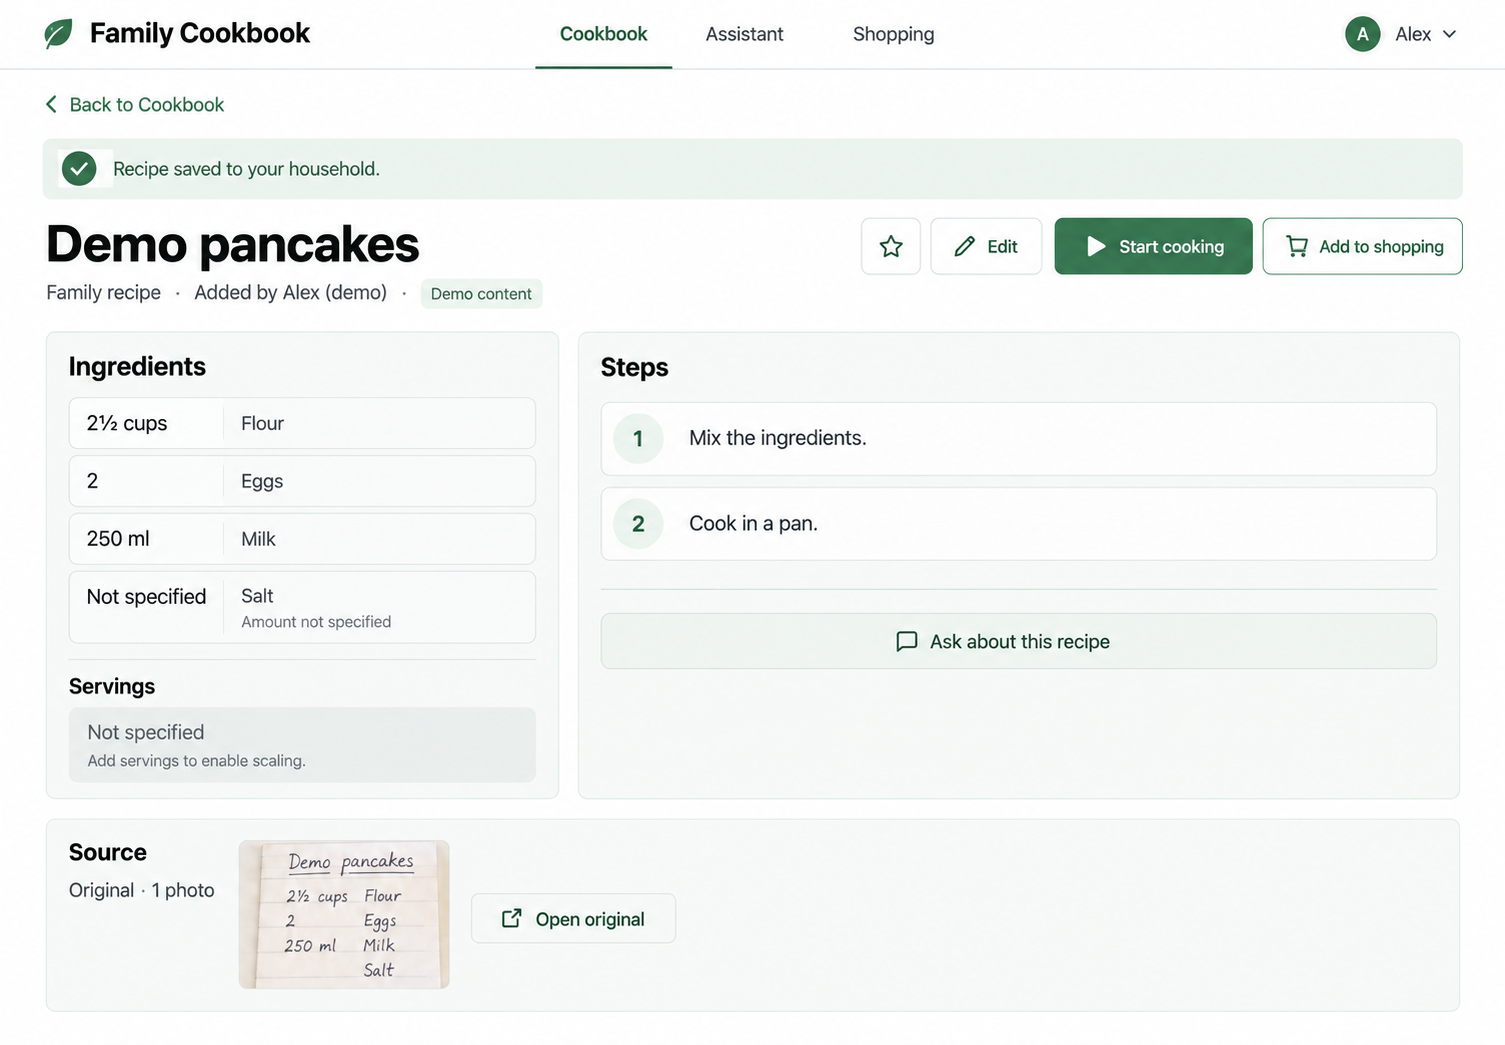 Family Cookbook
Cookbook
Assistant
Shopping
A
Alex
Back to Cookbook
Recipe saved to your household.
Demo pancakes
Edit
Start cooking
Add to shopping
Family recipe · Added by Alex (demo) · Demo content
Ingredients
2½ cups Flour
2 Eggs
250 ml Milk
Not specified Salt
Amount not specified
Servings
Not specified
Add servings to enable scaling.
Steps
1 Mix the ingredients.
2 Cook in a pan.
Ask about this recipe
Source
Original · 1 photo
Demo pancakes
2½ cups Flour
2 Eggs
250 ml Milk
Salt
Open original